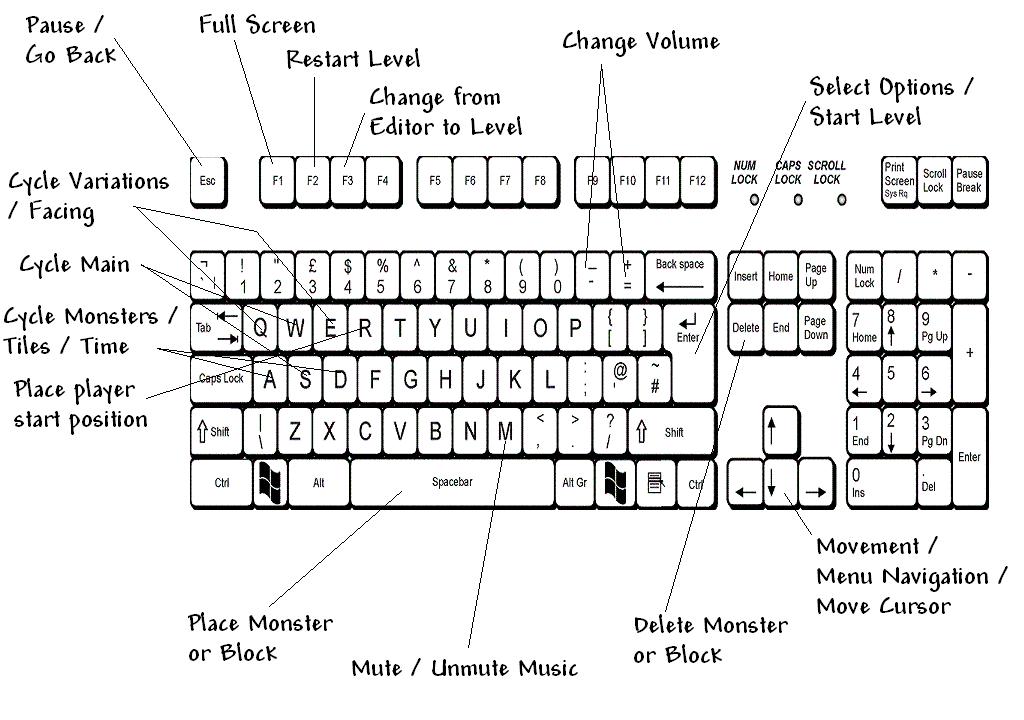 Pause /
Go Back
Full Screen
Restart Level
Change from
Editor to Level
Change Volume
Select Options /
Start Level
Cycle Variations
/ Facing
Cycle Main
Cycle Monsters /
Tiles / Time
Place player
start position
Esc F1 F2 F3 F4 F5 F6 F7 F8 F9 F10 F11 F12
NUM LOCK CAPS LOCK SCROLL LOCK
Print Screen Sys Rq Scroll Lock Pause Break
¬ ! " £ $ % ^ & * ( ) _ +
` | 1 2 3 4 5 6 7 8 9 0 - = Back space
Insert Home Page Up Num Lock / * -
Tab Q W E R T Y U I O P { [ } ] Enter
Delete End Page Down 7 Home 8 ↑ 9 Pg Up +
Caps Lock A S D F G H J K L : ; @ ' ~ #
4 ← 5 6 →
⇧ Shift | \ Z X C V B N M < , > . ? / ⇧ Shift
↑ 1 End 2 ↓ 3 Pg Dn Enter
Ctrl Alt Spacebar Alt Gr Ctrl
← ↓ → 0 Ins . Del
Movement /
Menu Navigation /
Move Cursor
Place Monster
or Block
Delete Monster
or Block
Mute / Unmute Music